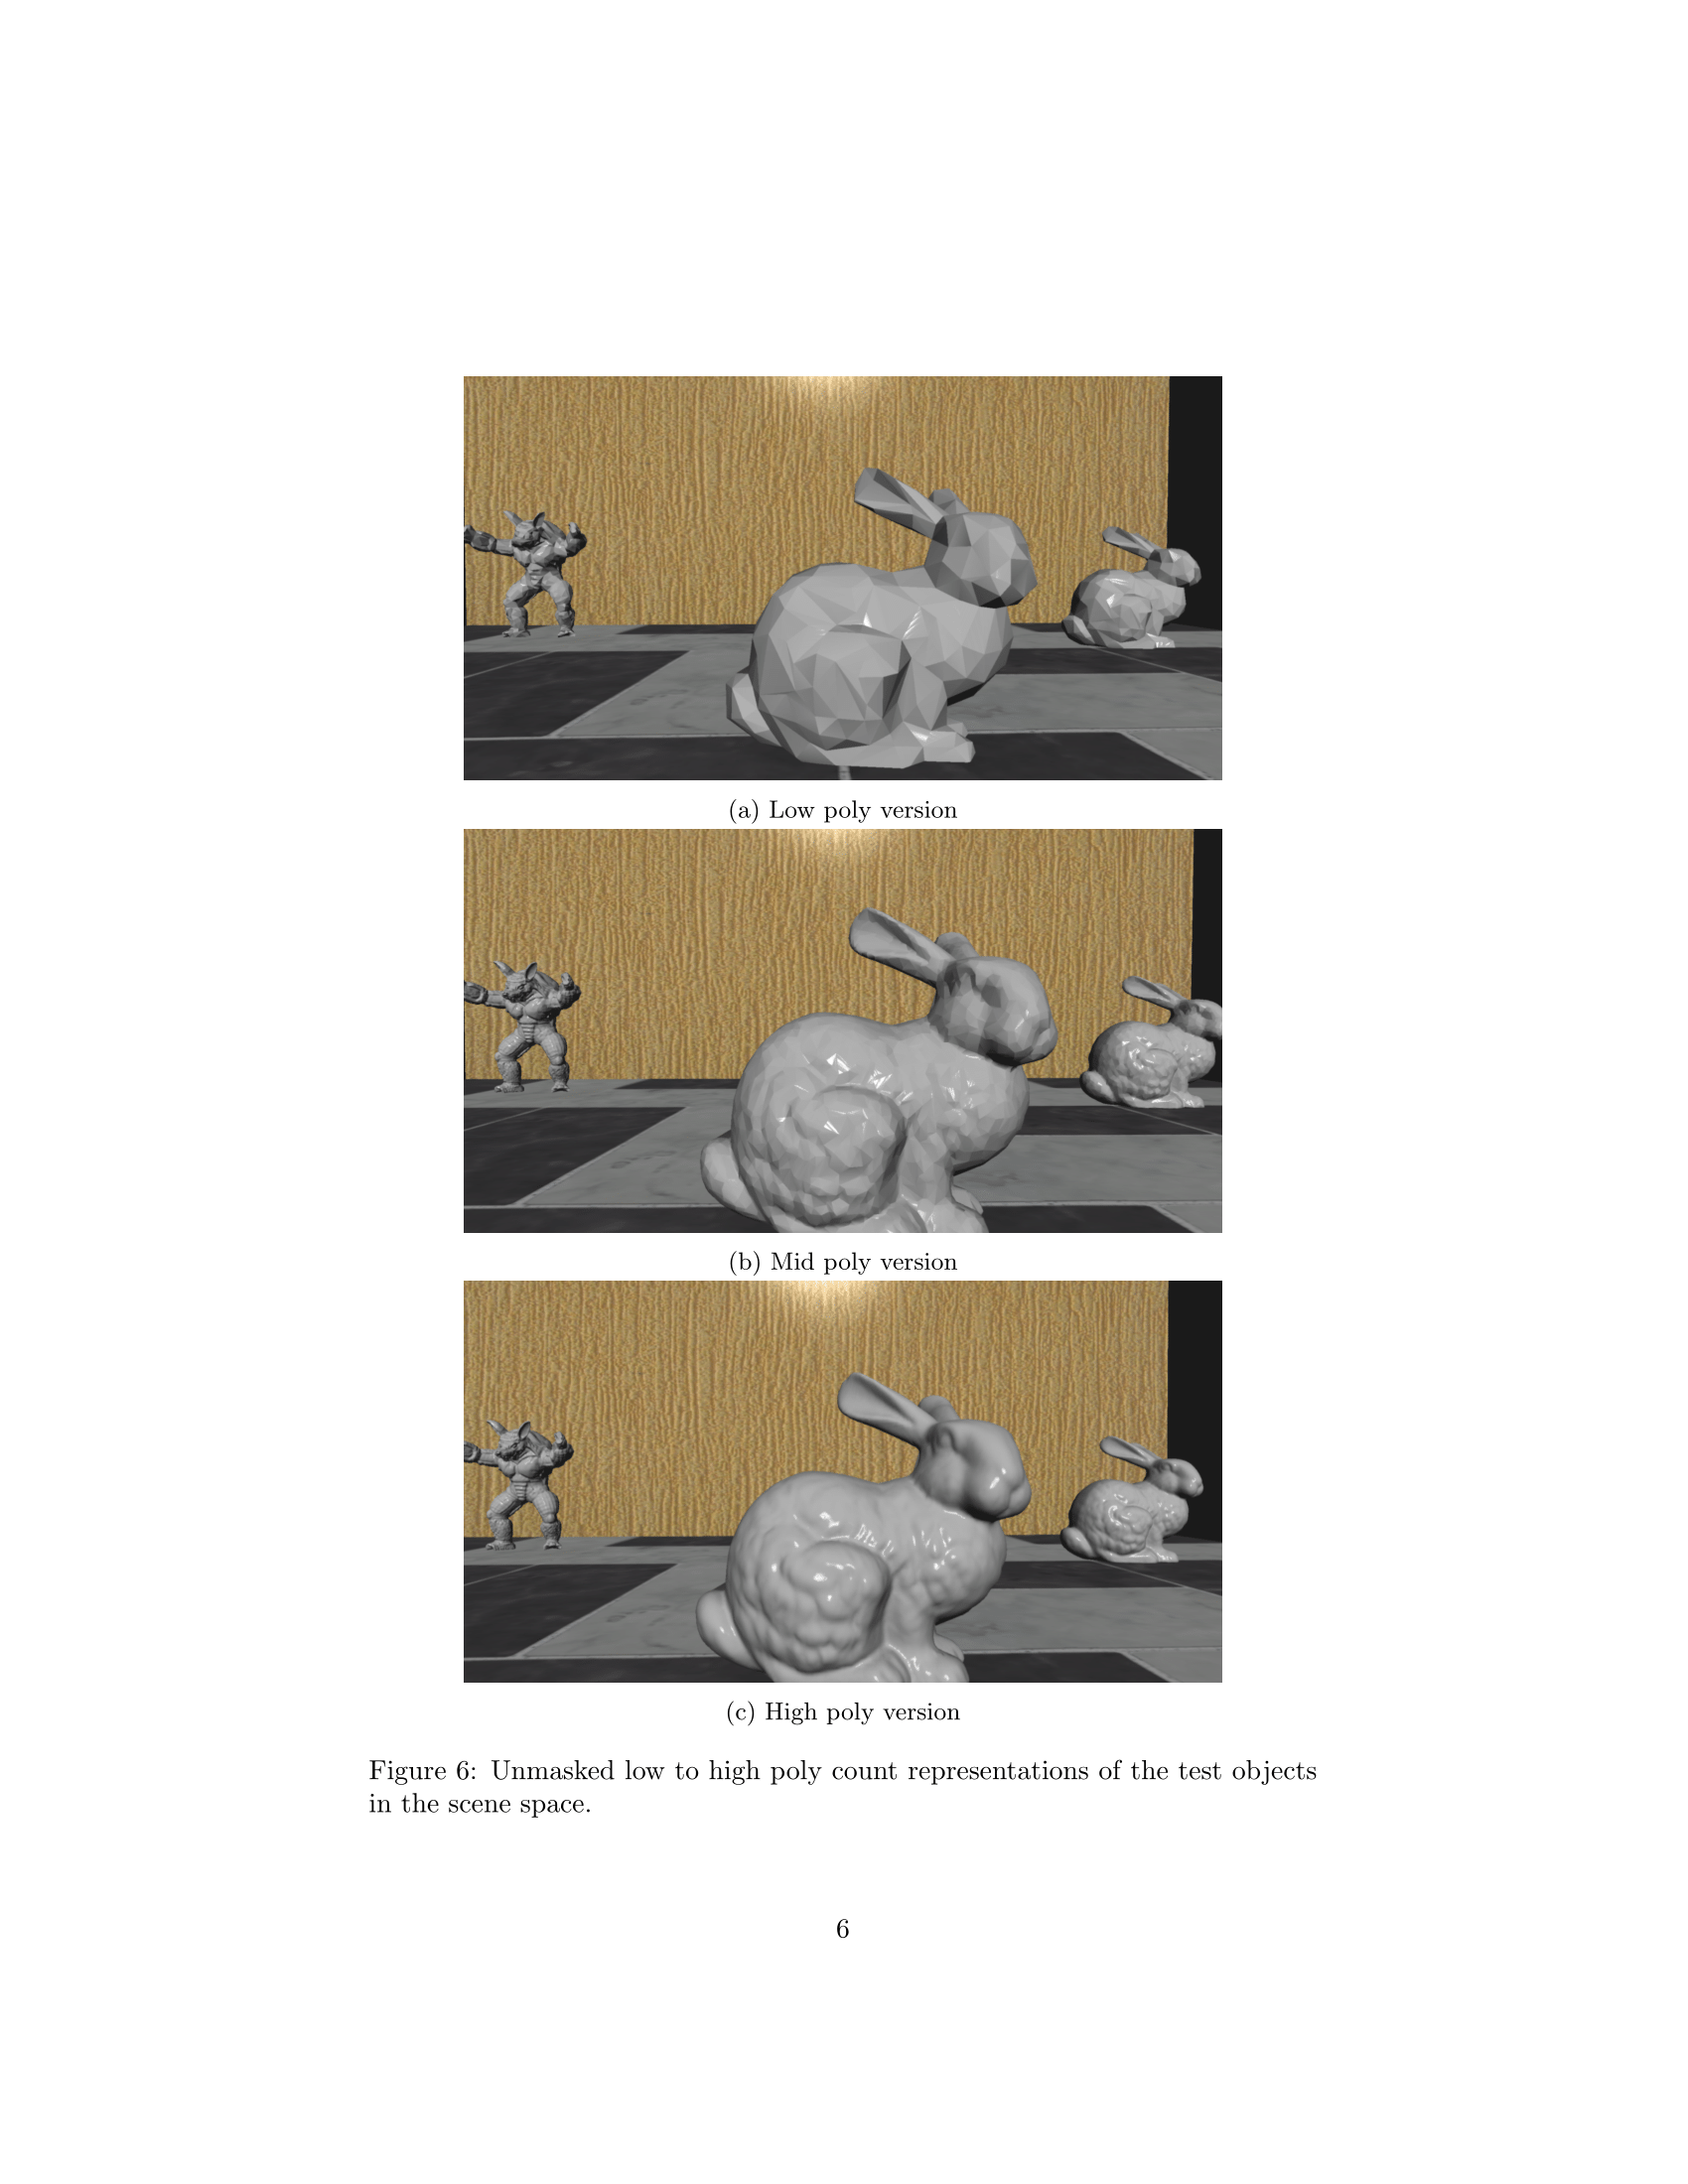 (a) Low poly version
(b) Mid poly version
(c) High poly version
Figure 6: Unmasked low to high poly count representations of the test objects
in the scene space.
6